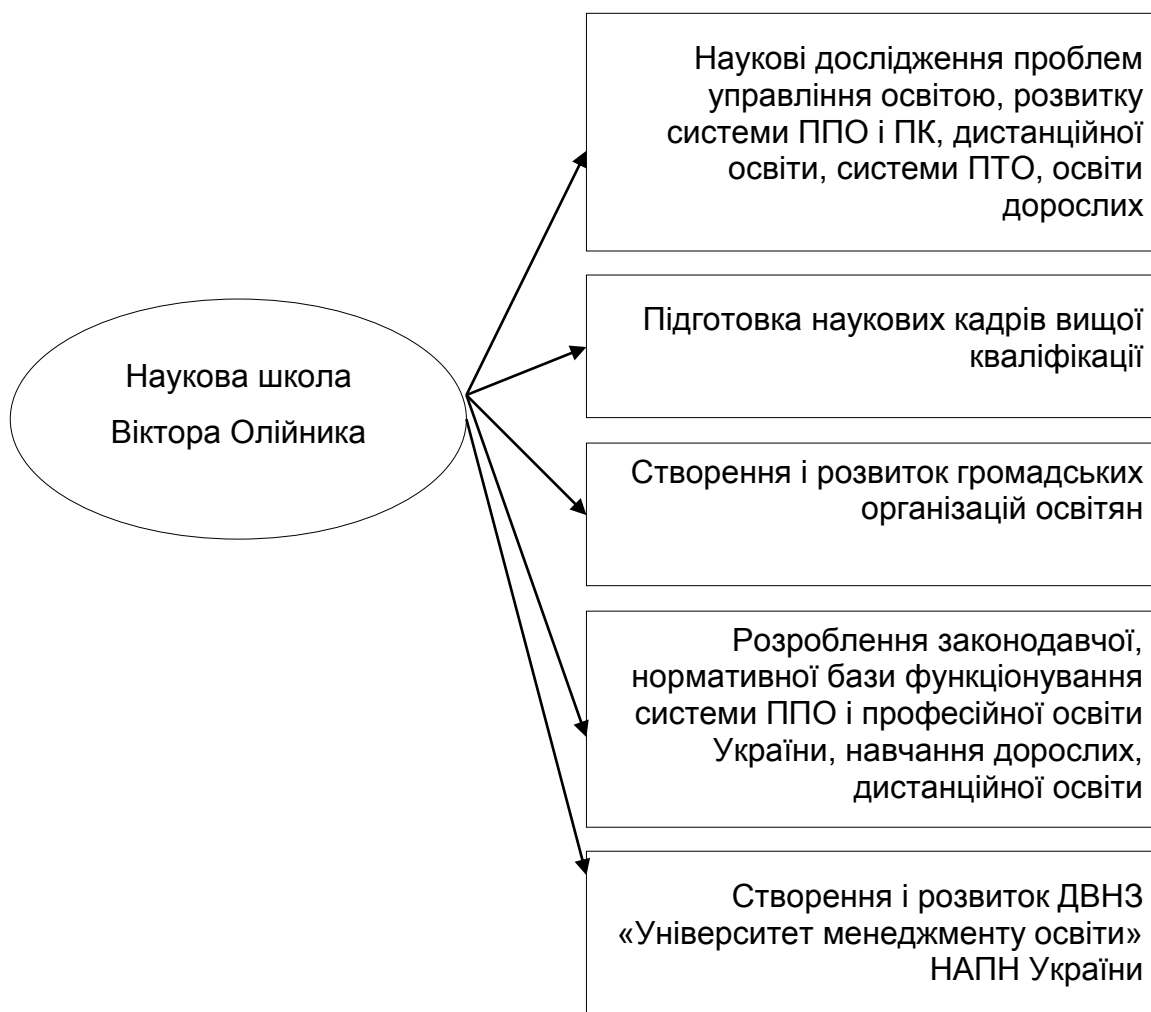 Наукова школа
Віктора Олійника
Наукові дослідження проблем
управління освітою, розвитку
системи ППО і ПК, дистанційної
освіти, системи ПТО, освіти
дорослих
Підготовка наукових кадрів вищої
кваліфікації
Створення і розвиток громадських
організацій освітян
Розроблення законодавчої,
нормативної бази функціонування
системи ППО і професійної освіти
України, навчання дорослих,
дистанційної освіти
Створення і розвиток ДВНЗ
«Університет менеджменту освіти»
НАПН України